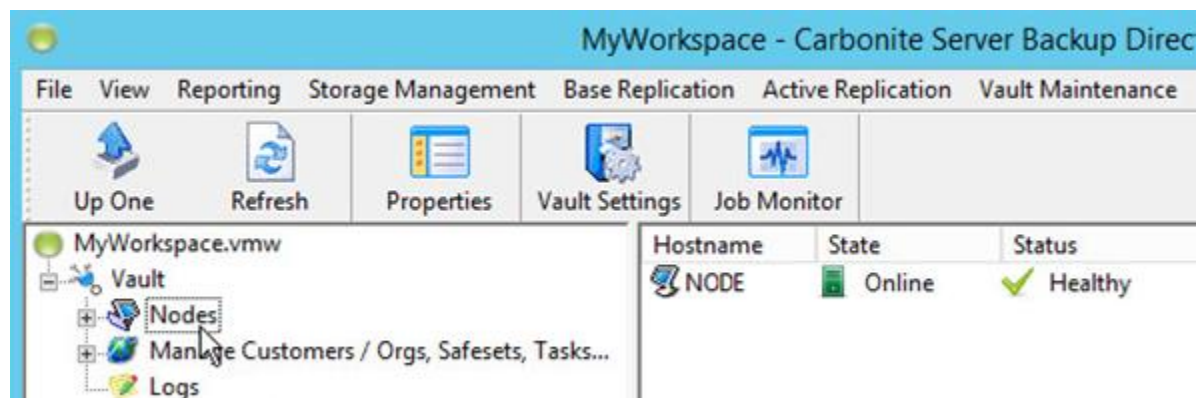 MyWorkspace - Carbonite Server Backup Direc
File View Reporting Storage Management Base Replication Active Replication Vault Maintenance
Up One Refresh Properties Vault Settings Job Monitor
MyWorkspace.vmw
Vault
Nodes
Manage Customers / Orgs, Safesets, Tasks...
Logs
Hostname State Status
NODE Online Healthy